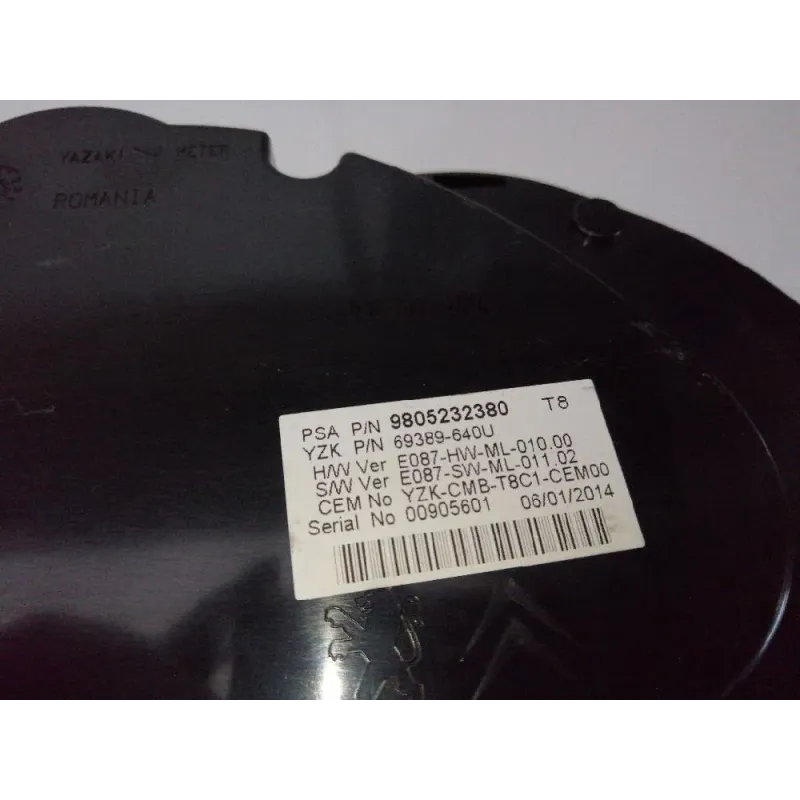 YAZAKI METER
ROMANIA
PSA P/N 9805232380 T8
YZK P/N 69389-640U
H/W Ver E087-HW-ML-010.00
S/W Ver E087-SW-ML-011.02
CEM No YZK-CMB-T8C1-CEM00
Serial No 00905601 06/01/2014